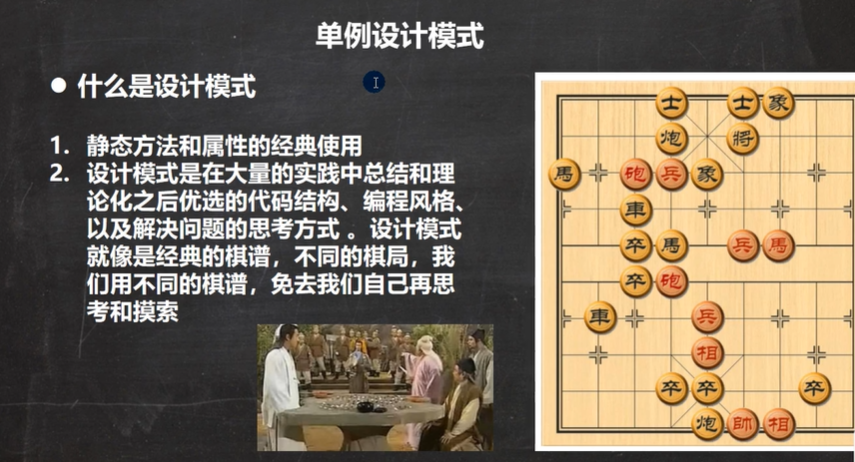 单例设计模式
● 什么是设计模式
1. 静态方法和属性的经典使用
2. 设计模式是在大量的实践中总结和理
论化之后优选的代码结构、编程风格、
以及解决问题的思考方式 。设计模式
就像是经典的棋谱，不同的棋局，我
们用不同的棋谱，免去我们自己再思
考和摸索
士 士 象
炮 將
馬 砲 兵 象
車
卒 馬 兵 馬
卒 砲
車 兵
相
卒 卒 卒
炮 帥 相